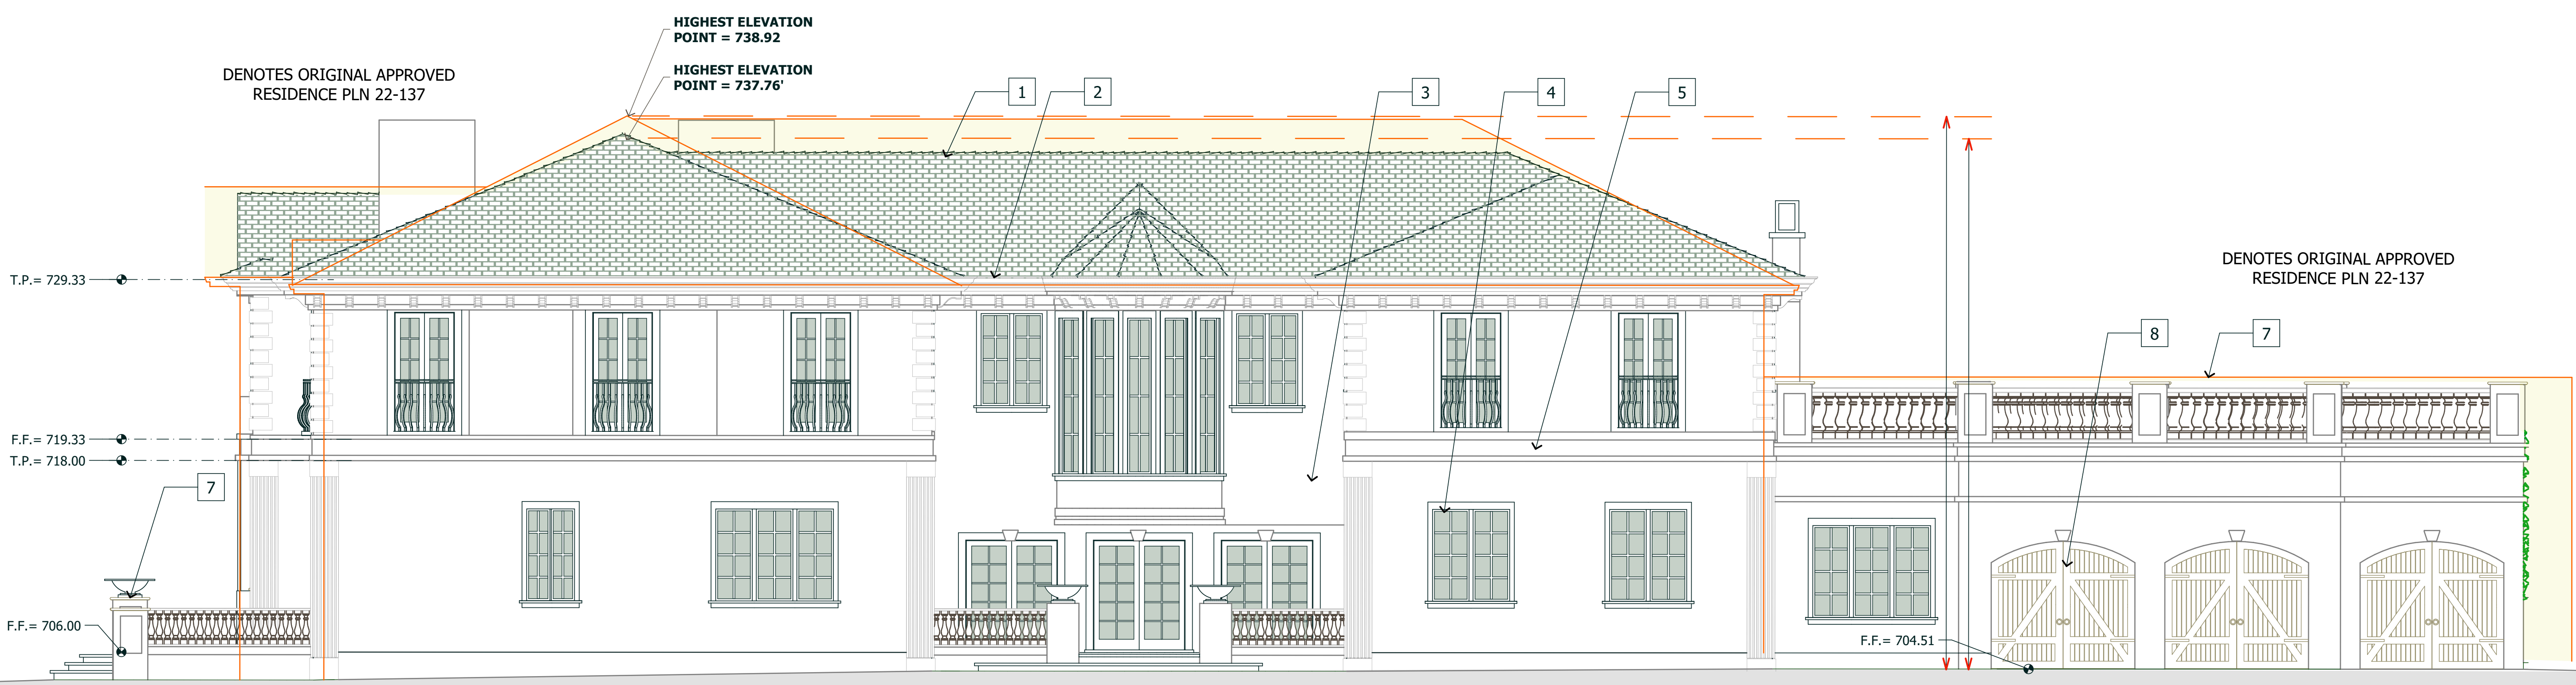 HIGHEST ELEVATION
POINT = 738.92
HIGHEST ELEVATION
POINT = 737.76'
DENOTES ORIGINAL APPROVED
RESIDENCE PLN 22-137
1
2
3
4
5
DENOTES ORIGINAL APPROVED
RESIDENCE PLN 22-137
T.P.= 729.33
8
7
F.F.= 719.33
T.P.= 718.00
7
F.F.= 706.00
F.F.= 704.51